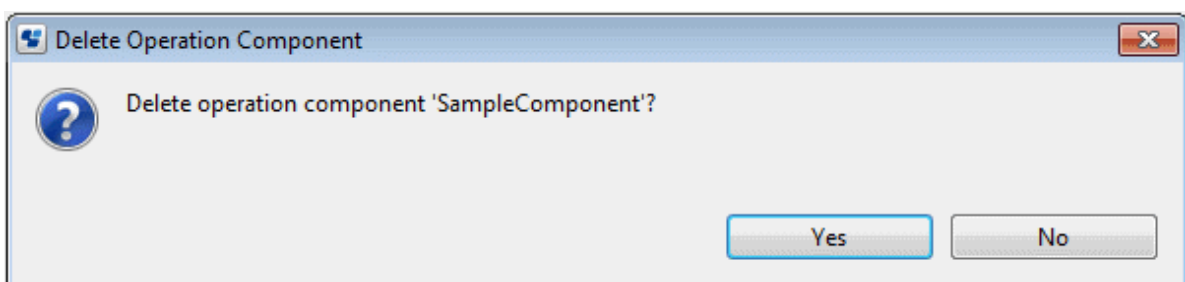 Delete Operation Component
Delete operation component 'SampleComponent'?
Yes No